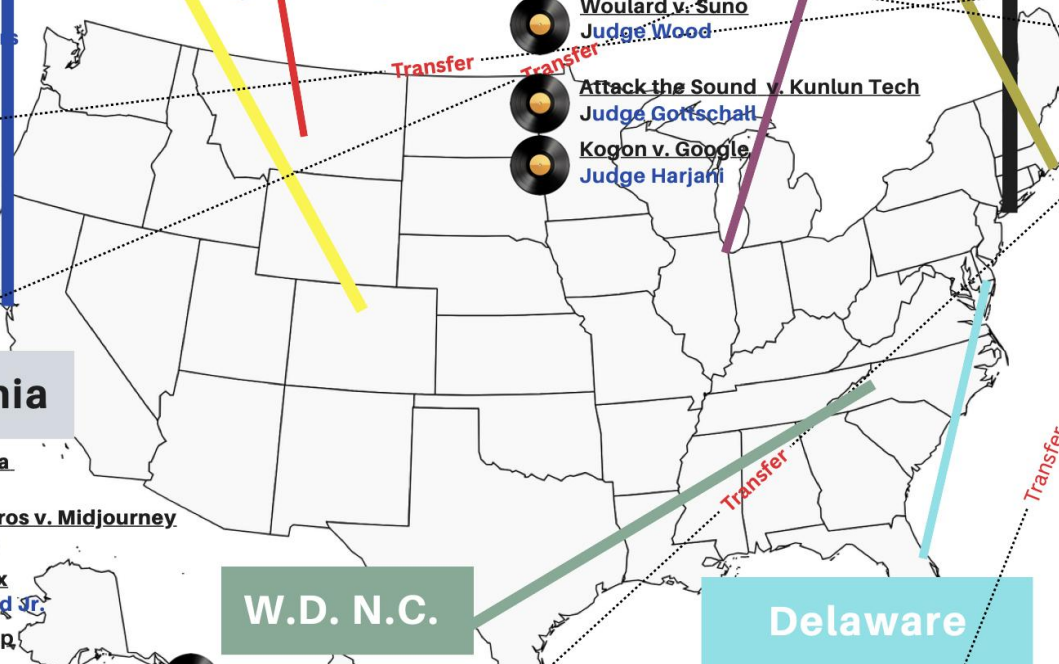 Woulard v. Suno
Judge Wood
Transfer
Transfer
Attack the Sound v. Kunlun Tech
Judge Gottschall
Kogon v. Google
Judge Harjani
nia
a
ros v. Midjourney
x
d Jr.
p
W.D. N.C.
Transfer
Transfer
Delaware